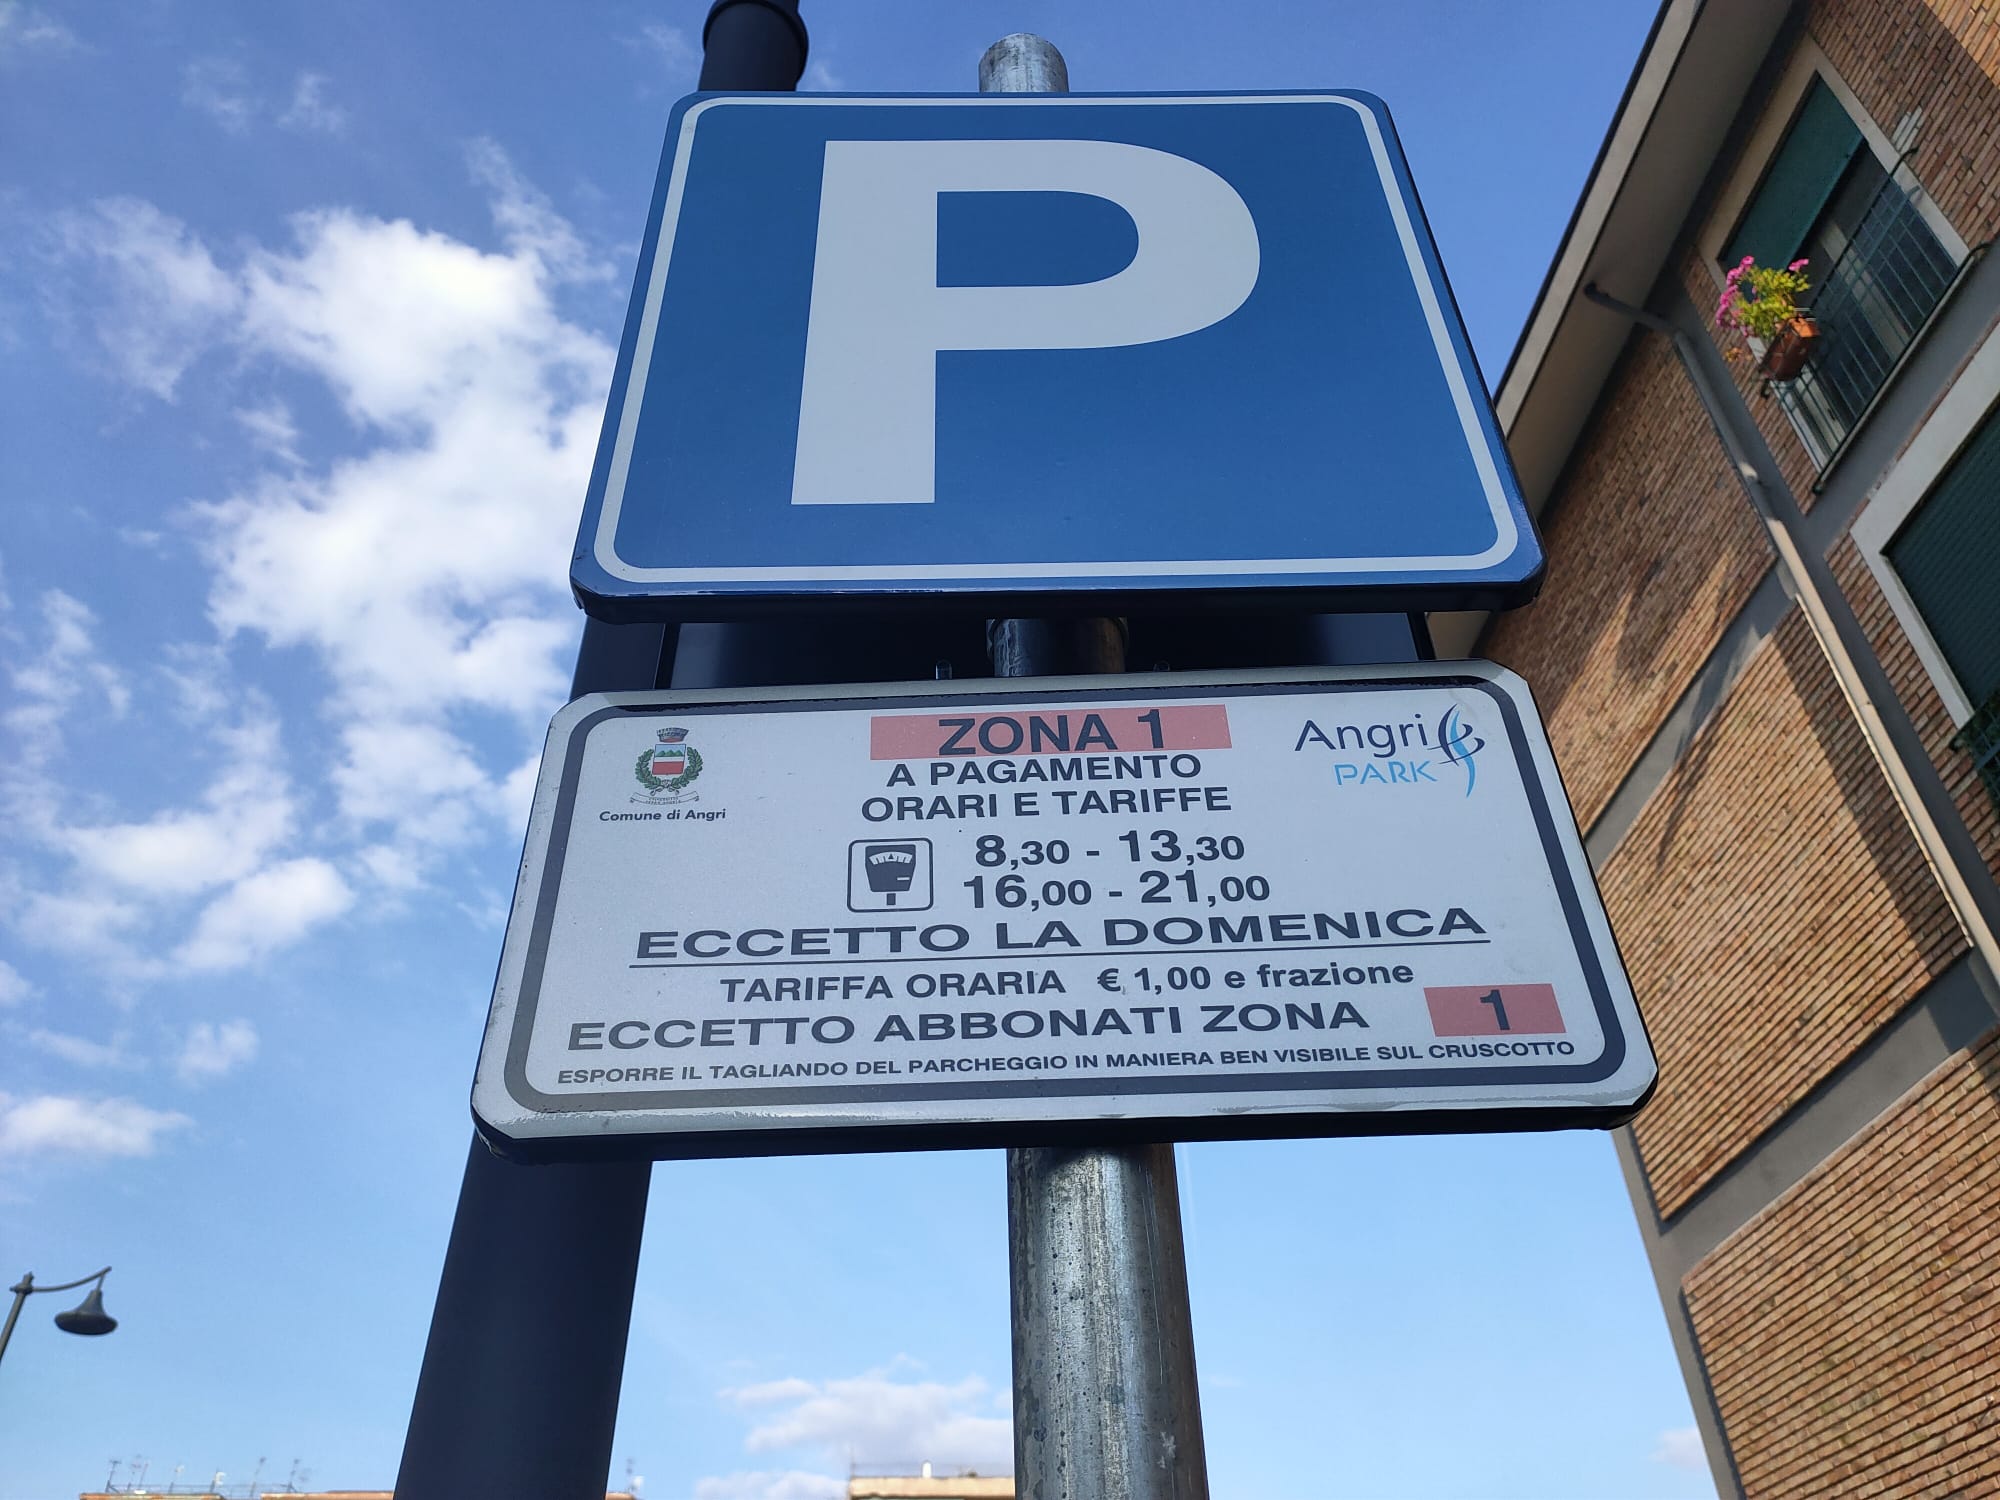 P
ZONA 1
A PAGAMENTO
ORARI E TARIFFE
Angri
PARK
Comune di Angri
8,30 - 13,30
16,00 - 21,00
ECCETTO LA DOMENICA
TARIFFA ORARIA € 1,00 e frazione
ECCETTO ABBONATI ZONA 1
ESPORRE IL TAGLIANDO DEL PARCHEGGIO IN MANIERA BEN VISIBILE SUL CRUSCOTTO